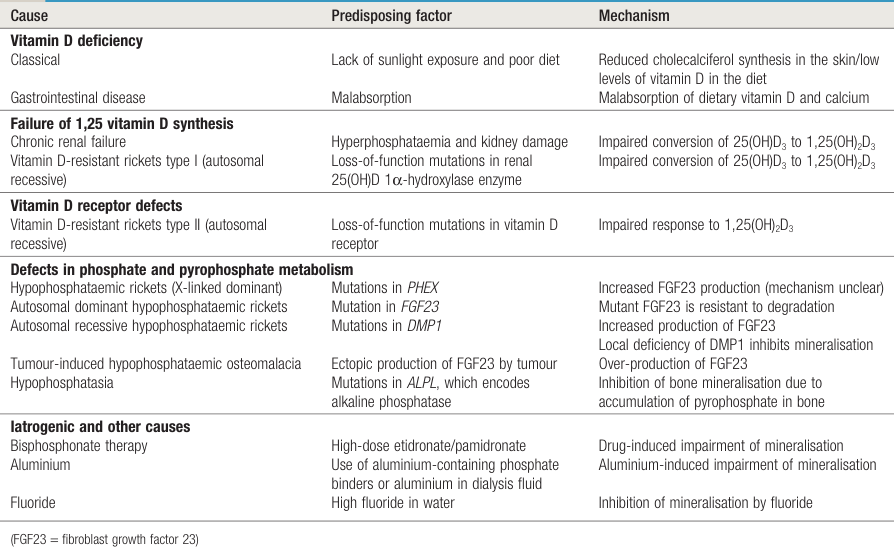 Cause Predisposing factor Mechanism
Vitamin D deficiency
Classical Lack of sunlight exposure and poor diet Reduced cholecalciferol synthesis in the skin/low
levels of vitamin D in the diet
Gastrointestinal disease Malabsorption Malabsorption of dietary vitamin D and calcium
Failure of 1,25 vitamin D synthesis
Chronic renal failure Hyperphosphataemia and kidney damage Impaired conversion of 25(OH)D₃ to 1,25(OH)₂D₃
Vitamin D-resistant rickets type I (autosomal Loss-of-function mutations in renal Impaired conversion of 25(OH)D₃ to 1,25(OH)₂D₃
recessive) 25(OH)D 1α-hydroxylase enzyme
Vitamin D receptor defects
Vitamin D-resistant rickets type II (autosomal Loss-of-function mutations in vitamin D Impaired response to 1,25(OH)₂D₃
recessive) receptor
Defects in phosphate and pyrophosphate metabolism
Hypophosphataemic rickets (X-linked dominant) Mutations in PHEX Increased FGF23 production (mechanism unclear)
Autosomal dominant hypophosphataemic rickets Mutation in FGF23 Mutant FGF23 is resistant to degradation
Autosomal recessive hypophosphataemic rickets Mutations in DMP1 Increased production of FGF23
Local deficiency of DMP1 inhibits mineralisation
Tumour-induced hypophosphataemic osteomalacia Ectopic production of FGF23 by tumour Over-production of FGF23
Hypophosphatasia Mutations in ALPL, which encodes Inhibition of bone mineralisation due to
alkaline phosphatase accumulation of pyrophosphate in bone
Iatrogenic and other causes
Bisphosphonate therapy High-dose etidronate/pamidronate Drug-induced impairment of mineralisation
Aluminium Use of aluminium-containing phosphate Aluminium-induced impairment of mineralisation
binders or aluminium in dialysis fluid
Fluoride High fluoride in water Inhibition of mineralisation by fluoride
(FGF23 = fibroblast growth factor 23)